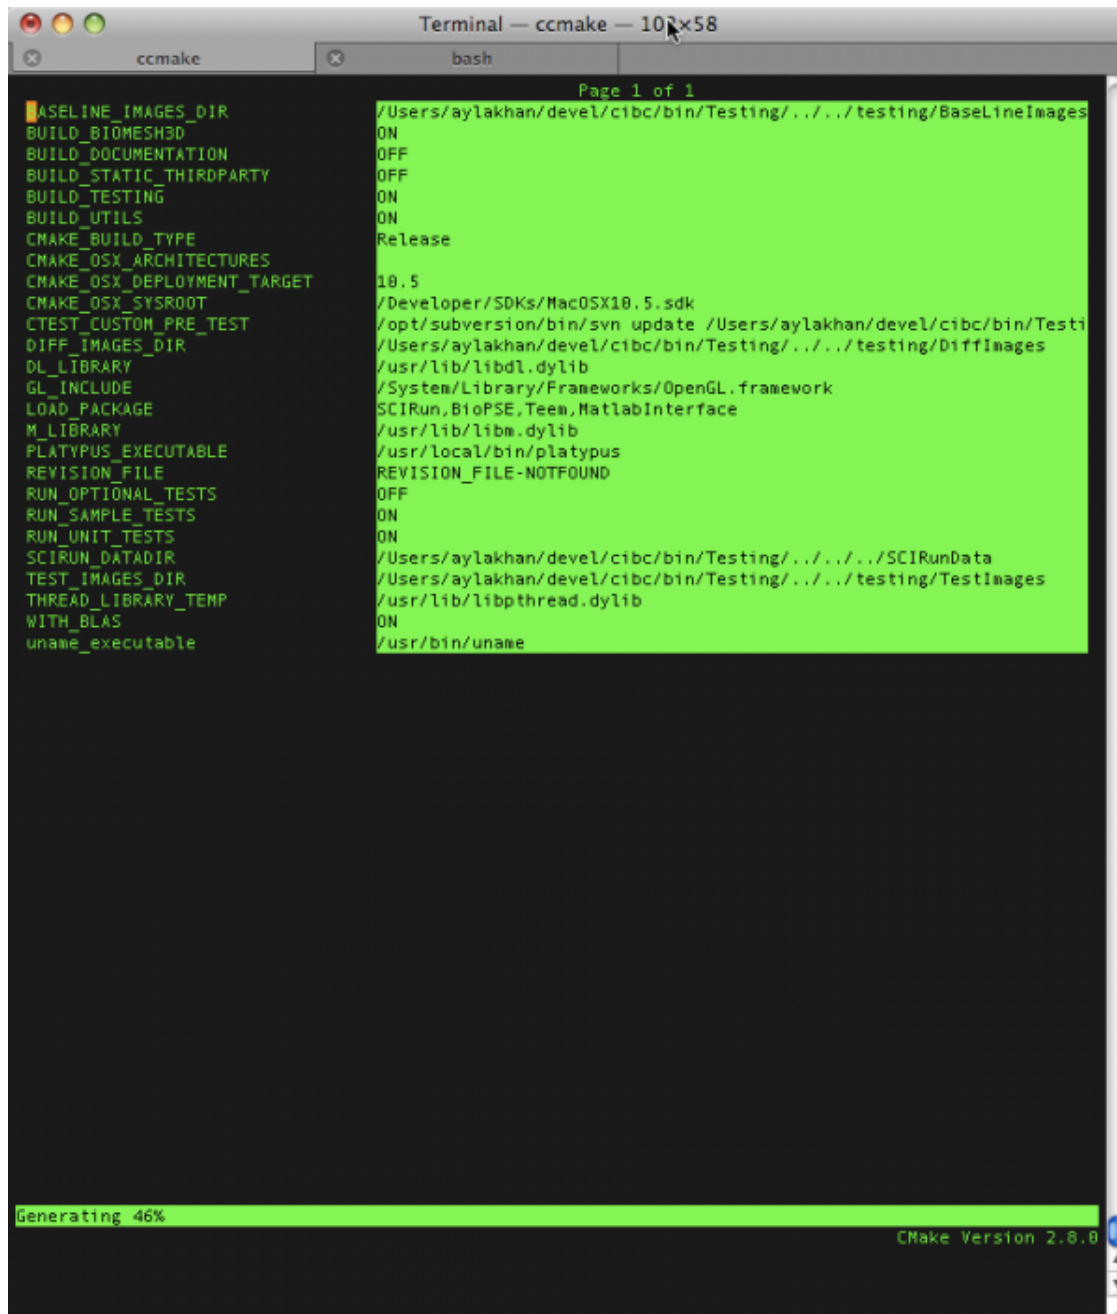 Terminal — ccmake — 10 ×58
ccmake bash
Page 1 of 1
ASELINE_IMAGES_DIR /Users/aylakhan/devel/cibc/bin/Testing/../../testing/BaseLineImages
BUILD_BIOMESH3D ON
BUILD_DOCUMENTATION OFF
BUILD_STATIC_THIRDPARTY OFF
BUILD_TESTING ON
BUILD_UTILS ON
CMAKE_BUILD_TYPE Release
CMAKE_OSX_ARCHITECTURES
CMAKE_OSX_DEPLOYMENT_TARGET 10.5
CMAKE_OSX_SYSROOT /Developer/SDKs/MacOSX10.5.sdk
CTEST_CUSTOM_PRE_TEST /opt/subversion/bin/svn update /Users/aylakhan/devel/cibc/bin/Testi
DIFF_IMAGES_DIR /Users/aylakhan/devel/cibc/bin/Testing/../../testing/DiffImages
DL_LIBRARY /usr/lib/libdl.dylib
GL_INCLUDE /System/Library/Frameworks/OpenGL.framework
LOAD_PACKAGE SCIRun,BioPSE,Teem,MatlabInterface
M_LIBRARY /usr/lib/libm.dylib
PLATYPUS_EXECUTABLE /usr/local/bin/platypus
REVISION_FILE REVISION_FILE-NOTFOUND
RUN_OPTIONAL_TESTS OFF
RUN_SAMPLE_TESTS ON
RUN_UNIT_TESTS ON
SCIRUN_DATADIR /Users/aylakhan/devel/cibc/bin/Testing/../../../SCIRunData
TEST_IMAGES_DIR /Users/aylakhan/devel/cibc/bin/Testing/../../testing/TestImages
THREAD_LIBRARY_TEMP /usr/lib/libpthread.dylib
WITH_BLAS ON
uname_executable /usr/bin/uname
Generating 46%
CMake Version 2.8.0